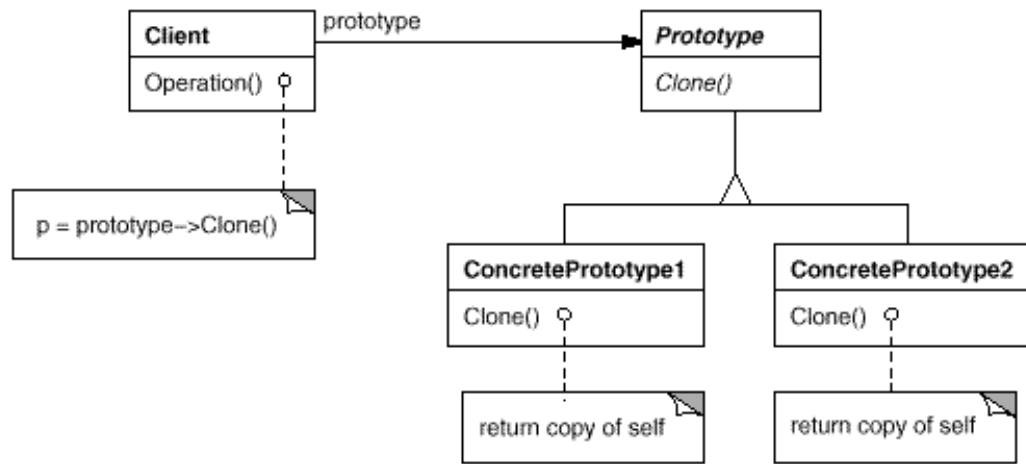 Client
prototype
Prototype
Operation()
Clone()
p = prototype−>Clone()
ConcretePrototype1
ConcretePrototype2
Clone()
Clone()
return copy of self
return copy of self